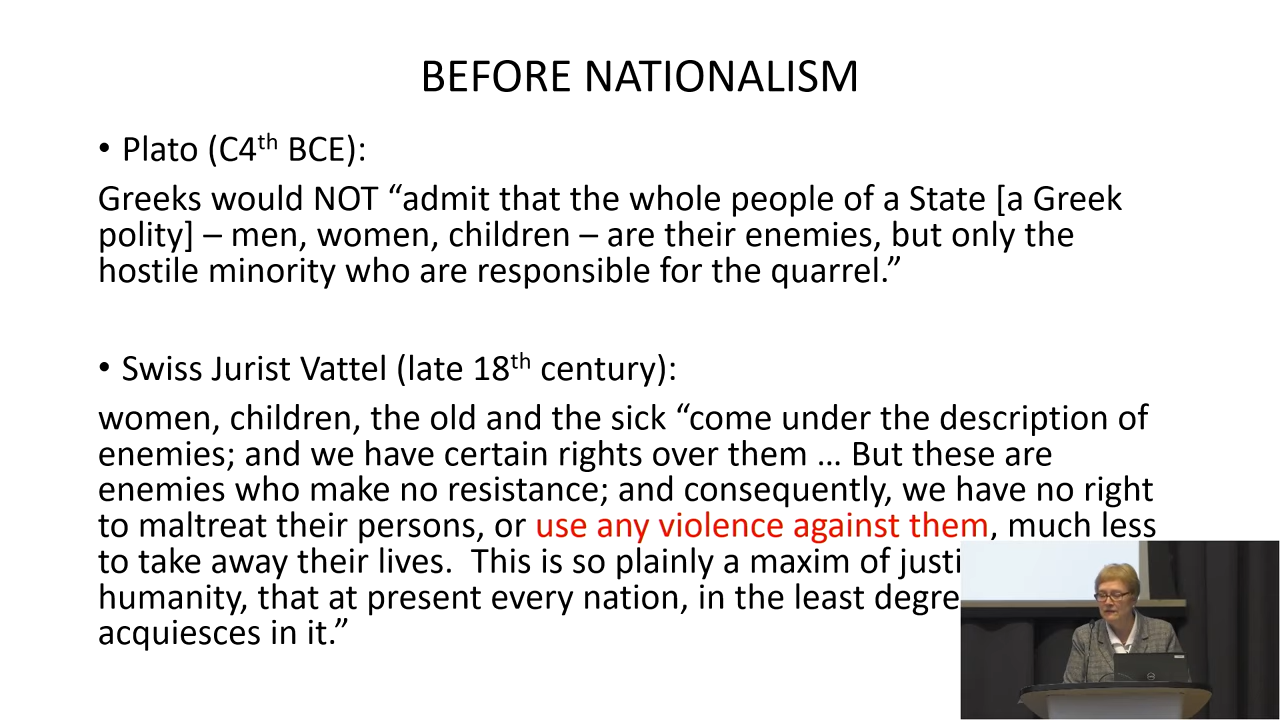 BEFORE NATIONALISM
• Plato (C4th BCE):
Greeks would NOT “admit that the whole people of a State [a Greek
polity] – men, women, children – are their enemies, but only the
hostile minority who are responsible for the quarrel.”
• Swiss Jurist Vattel (late 18th century):
women, children, the old and the sick “come under the description of
enemies; and we have certain rights over them … But these are
enemies who make no resistance; and consequently, we have no right
to maltreat their persons, or use any violence against them, much less
to take away their lives.  This is so plainly a maxim of justi
humanity, that at present every nation, in the least degre
acquiesces in it.”